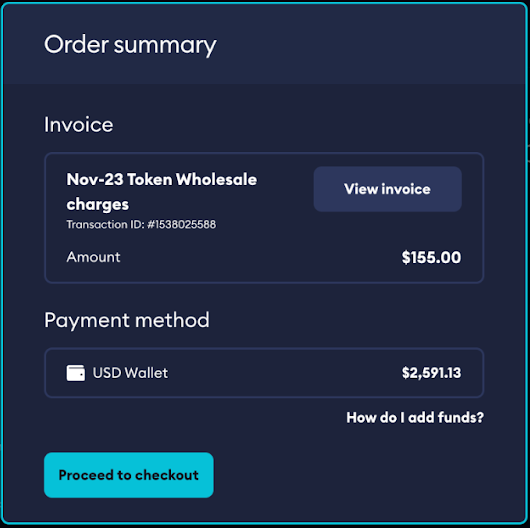 Order summary
Invoice
Nov-23 Token Wholesale
charges
View invoice
Transaction ID: #1538025588
Amount
$155.00
Payment method
USD Wallet
$2,591.13
How do I add funds?
Proceed to checkout